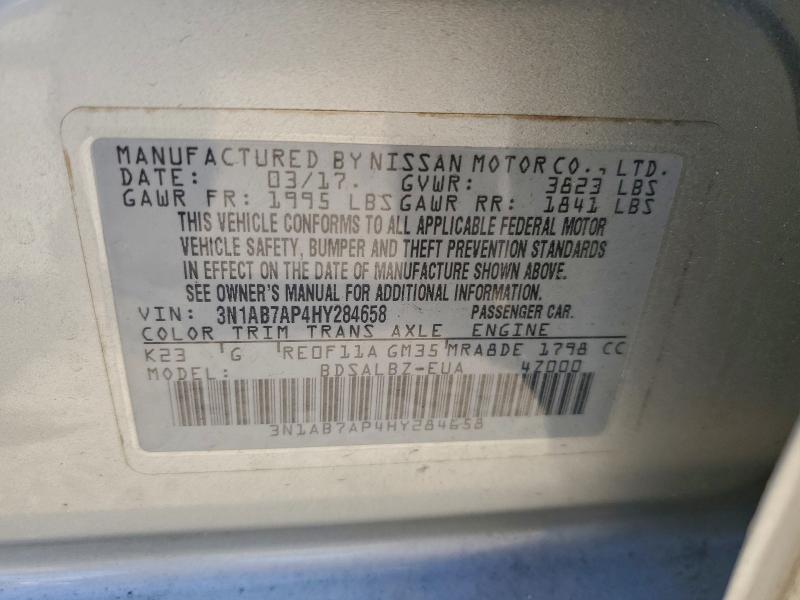 MANUFACTURED BY NISSAN MOTOR CO., LTD.
DATE: 03/17. GVWR: 3823 LBS
GAWR FR: 1995 LBS GAWR RR: 1841 LBS
THIS VEHICLE CONFORMS TO ALL APPLICABLE FEDERAL MOTOR
VEHICLE SAFETY, BUMPER AND THEFT PREVENTION STANDARDS
IN EFFECT ON THE DATE OF MANUFACTURE SHOWN ABOVE.
SEE OWNER'S MANUAL FOR ADDITIONAL INFORMATION.
VIN: 3N1AB7AP4HY284658 PASSENGER CAR.
COLOR TRIM TRANS AXLE ENGINE
K23 G RE0F11A GM35 MRA8DE 1798 CC
MODEL: BDSALBZ-EUA 4Z000
3N1AB7AP4HY284658